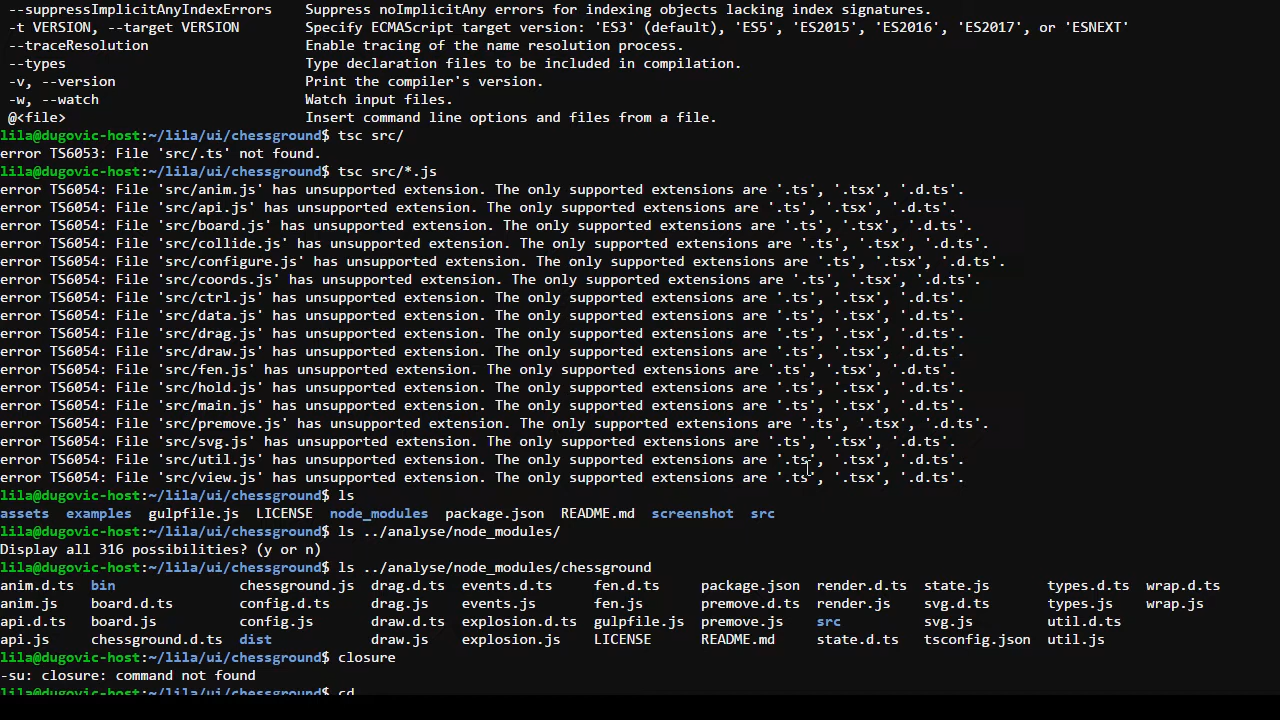 --suppressImplicitAnyIndexErrors    Suppress noImplicitAny errors for indexing objects lacking index signatures.
-t VERSION, --target VERSION        Specify ECMAScript target version: 'ES3' (default), 'ES5', 'ES2015', 'ES2016', 'ES2017', or 'ESNEXT'
--traceResolution                   Enable tracing of the name resolution process.
--types                             Type declaration files to be included in compilation.
-v, --version                       Print the compiler's version.
-w, --watch                         Watch input files.
@<file>                             Insert command line options and files from a file.
lila@dugovic-host:~/lila/ui/chessground$ tsc src/
error TS6053: File 'src/.ts' not found.
lila@dugovic-host:~/lila/ui/chessground$ tsc src/*.js
error TS6054: File 'src/anim.js' has unsupported extension. The only supported extensions are '.ts', '.tsx', '.d.ts'.
error TS6054: File 'src/api.js' has unsupported extension. The only supported extensions are '.ts', '.tsx', '.d.ts'.
error TS6054: File 'src/board.js' has unsupported extension. The only supported extensions are '.ts', '.tsx', '.d.ts'.
error TS6054: File 'src/collide.js' has unsupported extension. The only supported extensions are '.ts', '.tsx', '.d.ts'.
error TS6054: File 'src/configure.js' has unsupported extension. The only supported extensions are '.ts', '.tsx', '.d.ts'.
error TS6054: File 'src/coords.js' has unsupported extension. The only supported extensions are '.ts', '.tsx', '.d.ts'.
error TS6054: File 'src/ctrl.js' has unsupported extension. The only supported extensions are '.ts', '.tsx', '.d.ts'.
error TS6054: File 'src/data.js' has unsupported extension. The only supported extensions are '.ts', '.tsx', '.d.ts'.
error TS6054: File 'src/drag.js' has unsupported extension. The only supported extensions are '.ts', '.tsx', '.d.ts'.
error TS6054: File 'src/draw.js' has unsupported extension. The only supported extensions are '.ts', '.tsx', '.d.ts'.
error TS6054: File 'src/fen.js' has unsupported extension. The only supported extensions are '.ts', '.tsx', '.d.ts'.
error TS6054: File 'src/hold.js' has unsupported extension. The only supported extensions are '.ts', '.tsx', '.d.ts'.
error TS6054: File 'src/main.js' has unsupported extension. The only supported extensions are '.ts', '.tsx', '.d.ts'.
error TS6054: File 'src/premove.js' has unsupported extension. The only supported extensions are '.ts', '.tsx', '.d.ts'.
error TS6054: File 'src/svg.js' has unsupported extension. The only supported extensions are '.ts', '.tsx', '.d.ts'.
error TS6054: File 'src/util.js' has unsupported extension. The only supported extensions are '.ts', '.tsx', '.d.ts'.
error TS6054: File 'src/view.js' has unsupported extension. The only supported extensions are '.ts', '.tsx', '.d.ts'.
lila@dugovic-host:~/lila/ui/chessground$ ls
assets  examples  gulpfile.js  LICENSE  node_modules  package.json  README.md  screenshot  src
lila@dugovic-host:~/lila/ui/chessground$ ls ../analyse/node_modules/
Display all 316 possibilities? (y or n)
lila@dugovic-host:~/lila/ui/chessground$ ls ../analyse/node_modules/chessground
anim.d.ts  bin  chessground.js  drag.d.ts  events.d.ts  fen.d.ts  package.json  render.d.ts  state.js  types.d.ts  wrap.d.ts
anim.js  board.d.ts  config.d.ts  drag.js  events.js  fen.js  premove.d.ts  render.js  svg.d.ts  types.js  wrap.js
api.d.ts  board.js  config.js  draw.d.ts  explosion.d.ts  gulpfile.js  premove.js  src  svg.js  util.d.ts
api.js  chessground.d.ts  dist  draw.js  explosion.js  LICENSE  README.md  state.d.ts  tsconfig.json  util.js
lila@dugovic-host:~/lila/ui/chessground$ closure
-su: closure: command not found
lila@dugovic-host:~/lila/ui/chessground$ cd